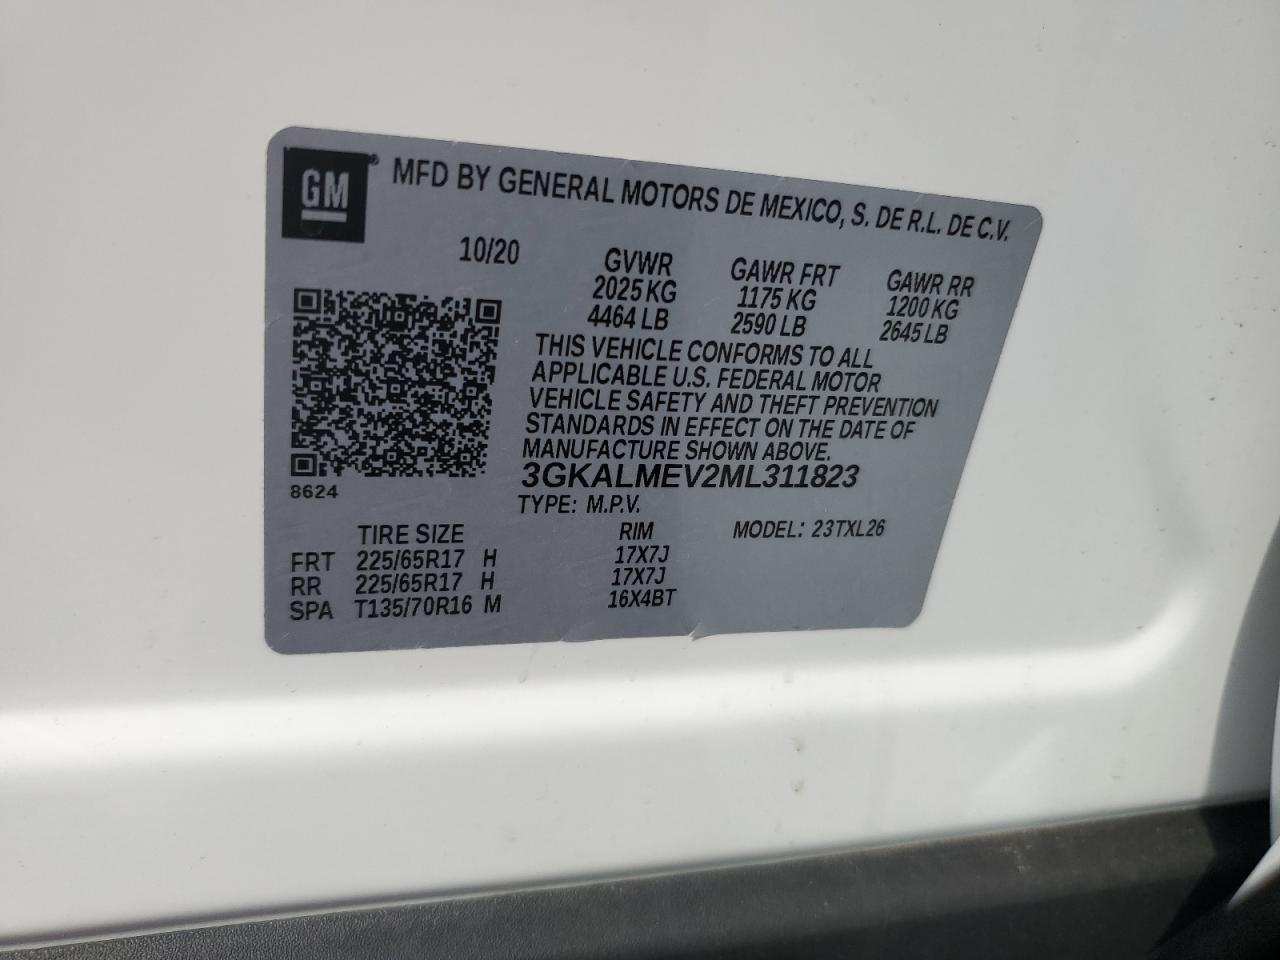 GM® MFD BY GENERAL MOTORS DE MEXICO, S. DE R.L. DE C.V.
10/20 GVWR GAWR FRT GAWR RR
2025 KG 1175 KG 1200 KG
4464 LB 2590 LB 2645 LB
THIS VEHICLE CONFORMS TO ALL
APPLICABLE U.S. FEDERAL MOTOR
VEHICLE SAFETY AND THEFT PREVENTION
STANDARDS IN EFFECT ON THE DATE OF
MANUFACTURE SHOWN ABOVE.
3GKALMEV2ML311823
8624
TYPE: M.P.V.
TIRE SIZE RIM MODEL: 23TXL26
FRT 225/65R17 H 17X7J
RR 225/65R17 H 17X7J
SPA T135/70R16 M 16X4BT